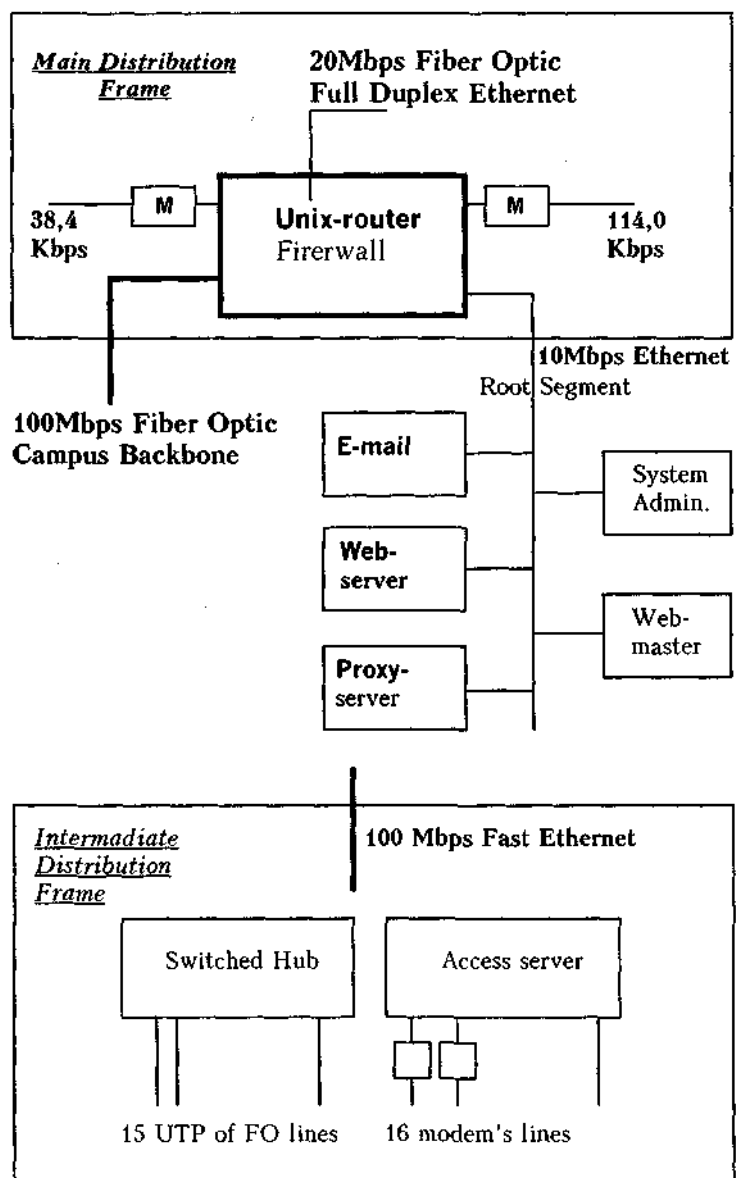 Main Distribution
Frame
20Mbps Fiber Optic
Full Duplex Ethernet
M
M
38,4
Kbps
Unix-router
Firerwall
114,0
Kbps
10Mbps Ethernet
Root Segment
100Mbps Fiber Optic
Campus Backbone
E-mail
System
Admin.
Web-
server
Web-
master
Proxy-
server
Intermadiate
Distribution
Frame
100 Mbps Fast Ethernet
Switched Hub
Access server
15 UTP of FO lines
16 modem's lines